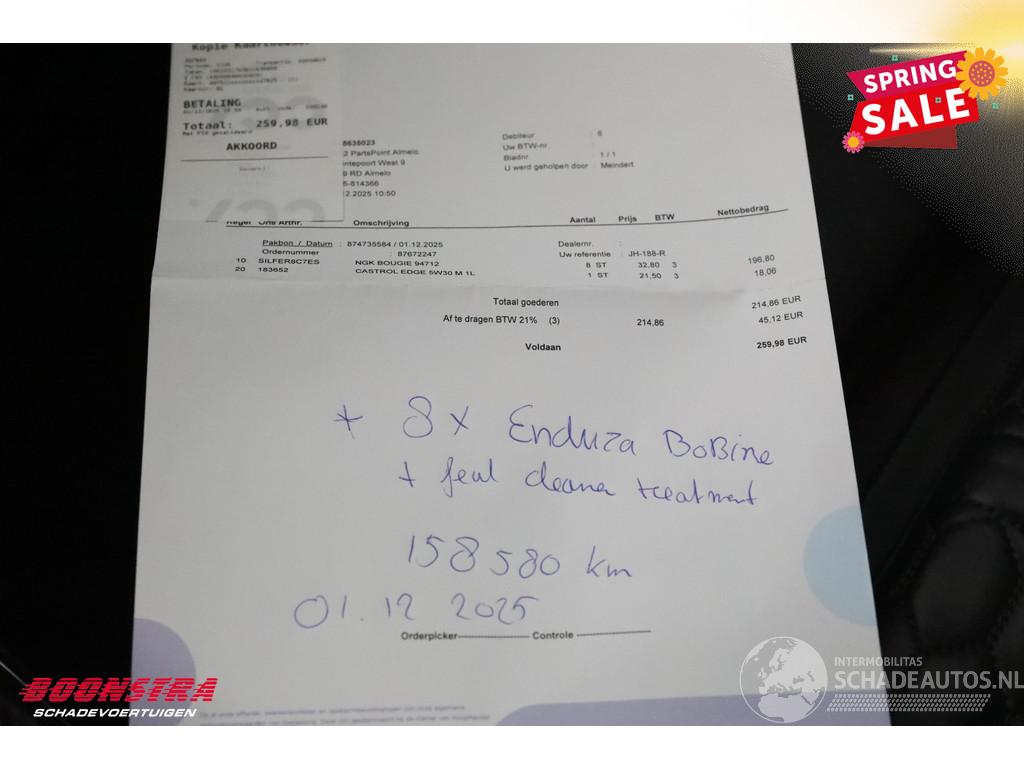 Kopie Kaarthouder
BETALING
Totaal: 259,98 EUR
AKKOORD
8635023
2 PartsPoint Almelo
ntepoort West 9
9 RD Almelo
6-814366
2.2025 10:50
Debiteur : 6
Uw BTW-nr.
Bladnr. : 1 / 1
U werd geholpen door : Meindert
Regel Ons Artnr. Omschrijving Aantal Prijs BTW Nettobedrag
Pakbon / Datum : 874735584 / 01.12.2025 Dealernr. :
Ordernummer : 87672247 Uw referentie : JH-188-R
10 SILFER8C7ES NGK BOUGIE 94712 8 ST 32,80 3 196,80
20 183652 CASTROL EDGE 5W30 M 1L 1 ST 21,50 3 18,06
Totaal goederen 214,86 EUR
Af te dragen BTW 21% (3) 214,86 45,12 EUR
Voldaan 259,98 EUR
+ 8 x Enduza BoBine
+ feul cleaner treatment
158580 km
01.12.2025
Orderpicker Controle
SPRING
SALE
BOONSTRA
SCHADEVOERTUIGEN
INTERMOBILITAS
SCHADEAUTOS.NL